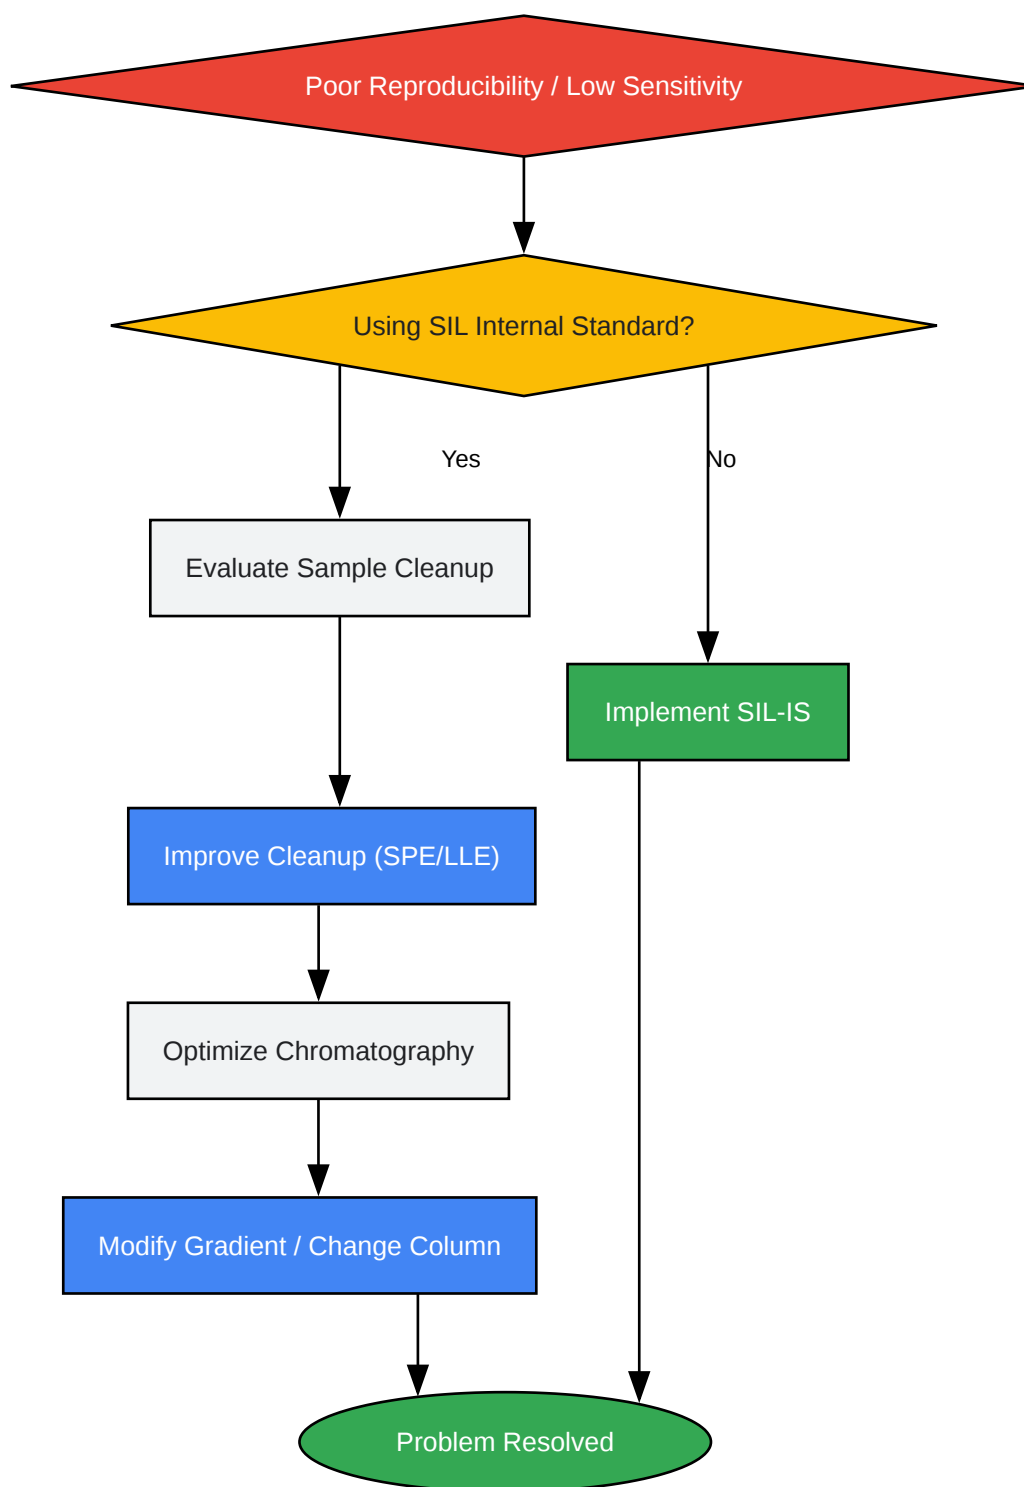 Poor Reproducibility / Low Sensitivity
Using SIL Internal Standard?
Yes
No
Evaluate Sample Cleanup
Implement SIL-IS
Improve Cleanup (SPE/LLE)
Optimize Chromatography
Modify Gradient / Change Column
Problem Resolved